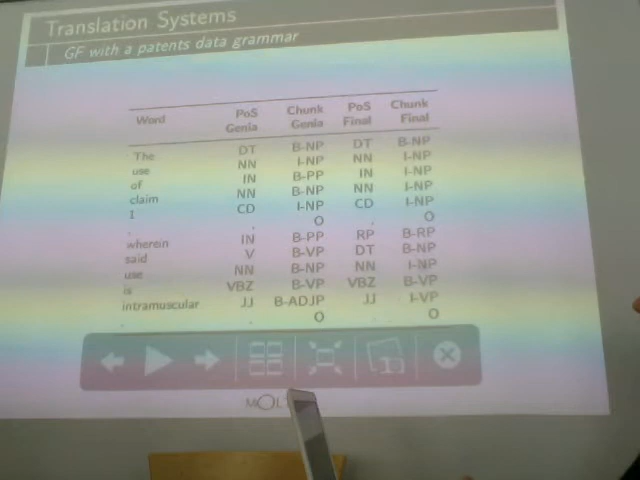 Translation Systems
GF with a patents data grammar
Word PoS Genia Chunk Genia PoS Final Chunk Final
The DT B-NP DT B-NP
use NN I-NP NN I-NP
of IN B-PP IN I-NP
claim NN B-NP NN I-NP
1 CD I-NP CD I-NP
, . O . O
wherein IN B-PP RP B-RP
said V B-VP DT B-NP
use NN B-NP NN I-NP
is VBZ B-VP VBZ B-VP
intramuscular JJ B-ADJP JJ I-VP
. . O . O
MOL